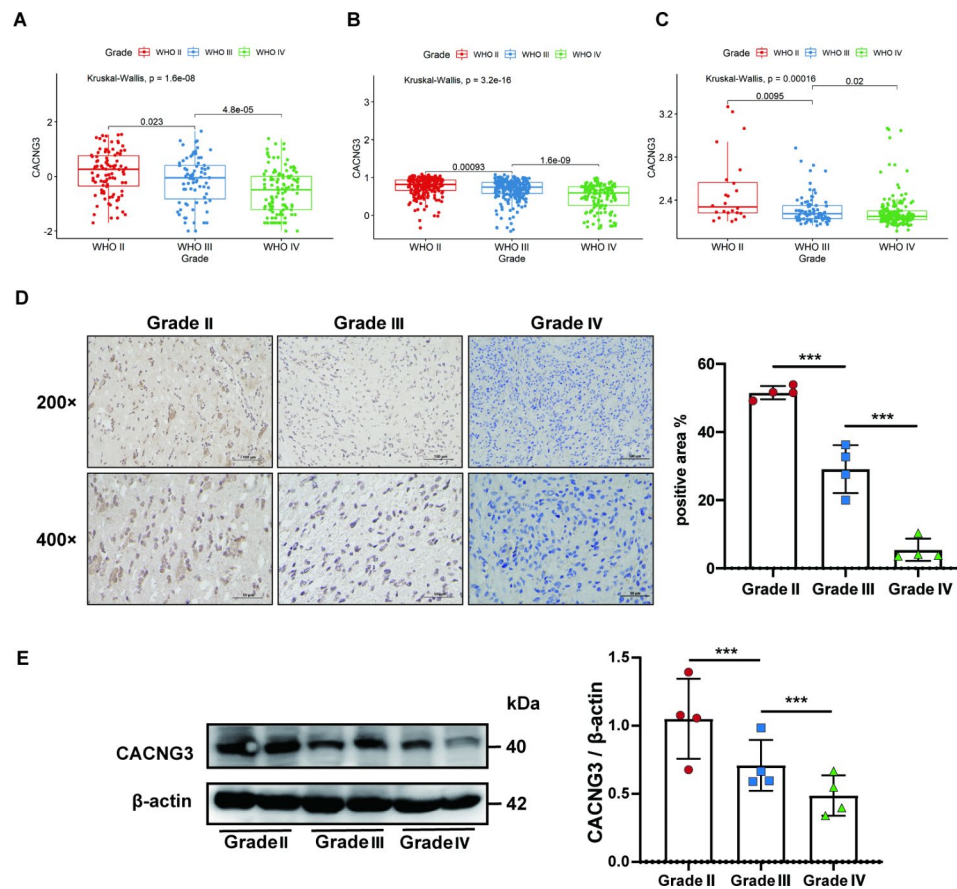 A
Grade WHO II WHO III WHO IV
Kruskal-Wallis, p = 1.6e-08
4.8e-05
0.023
CACNG3
2
0
-2
WHO II WHO III WHO IV
Grade
B
Grade WHO II WHO III WHO IV
Kruskal-Wallis, p = 3.2e-16
1.6e-09
0.00093
CACNG3
3
2
1
0
WHO II WHO III WHO IV
Grade
C
Grade WHO II WHO III WHO IV
Kruskal-Wallis, p = 0.00016
0.02
0.0095
CACNG3
3.2
2.8
2.4
WHO II WHO III WHO IV
Grade
D
Grade II Grade III Grade IV
200×
400×
positive area %
60
40
20
0
***
***
Grade II Grade III Grade IV
E
kDa
CACNG3
40
β-actin
42
Grade II Grade III Grade IV
CACNG3 / β-actin
1.5
1.0
0.5
0.0
***
***
Grade II Grade III Grade IV